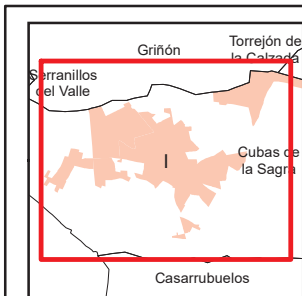 Torrejón de
la Calzada
Griñón
Serranillos
del Valle
I
Cubas de
la Sagra
Casarrubuelos